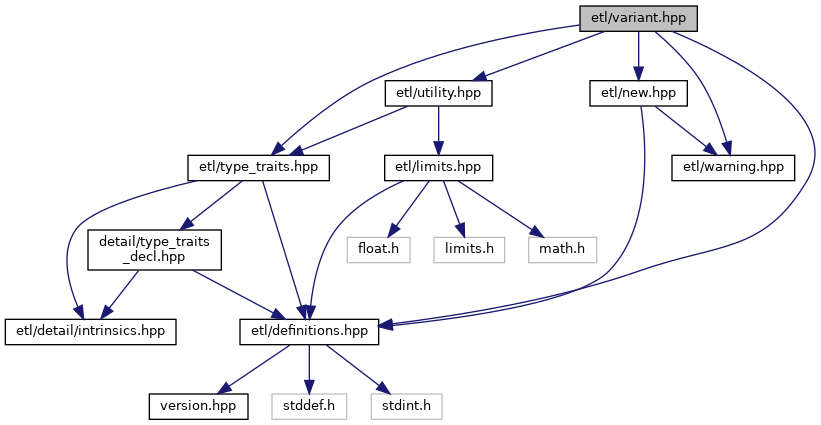 etl/variant.hpp
etl/utility.hpp
etl/new.hpp
etl/type_traits.hpp
etl/limits.hpp
etl/warning.hpp
detail/type_traits
_decl.hpp
float.h
limits.h
math.h
etl/detail/intrinsics.hpp
etl/definitions.hpp
version.hpp
stddef.h
stdint.h